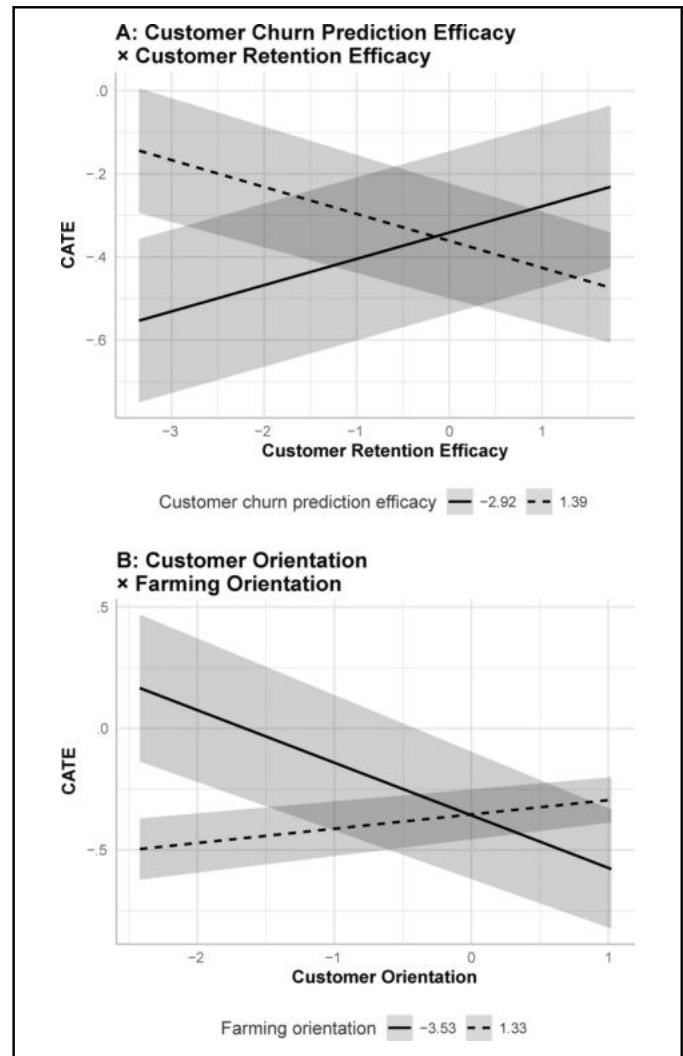 A: Customer Churn Prediction Efficacy
× Customer Retention Efficacy
.0
−.2
−.4
−.6
CATE
−3 −2 −1 0 1
Customer Retention Efficacy
Customer churn prediction efficacy −2.92 1.39
B: Customer Orientation
× Farming Orientation
.5
.0
−.5
CATE
−2 −1 0 1
Customer Orientation
Farming orientation −3.53 1.33